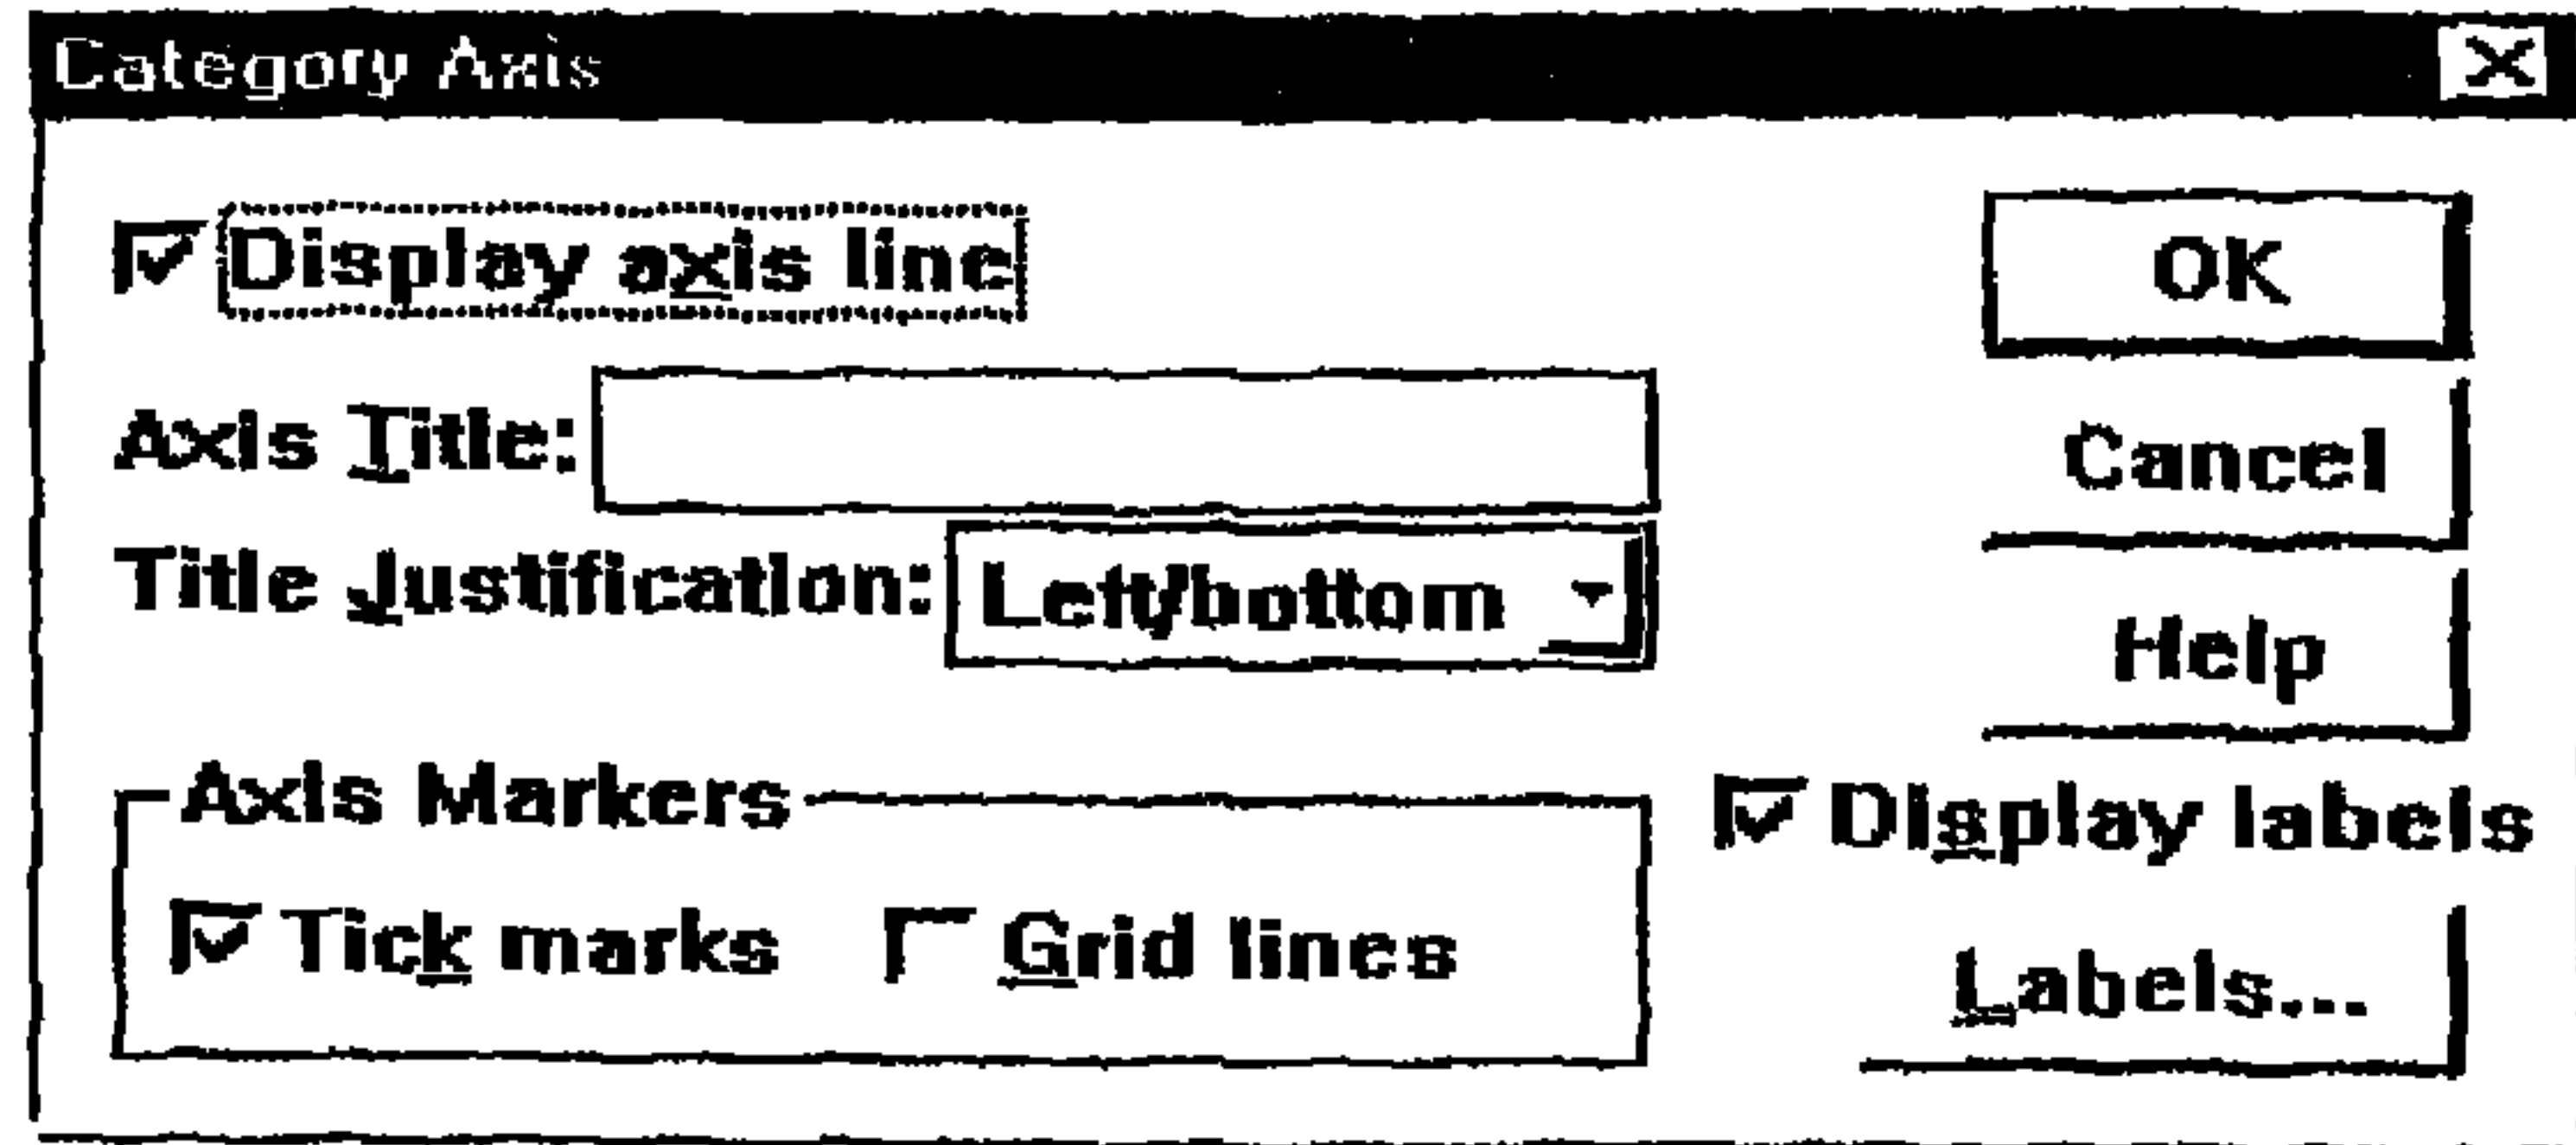 Category Axis
Display axis line
OK
Axis Title:
Cancel
Title Justification: Left/bottom
Help
Axis Markers
Display labels
Tick marks Grid lines
Labels...